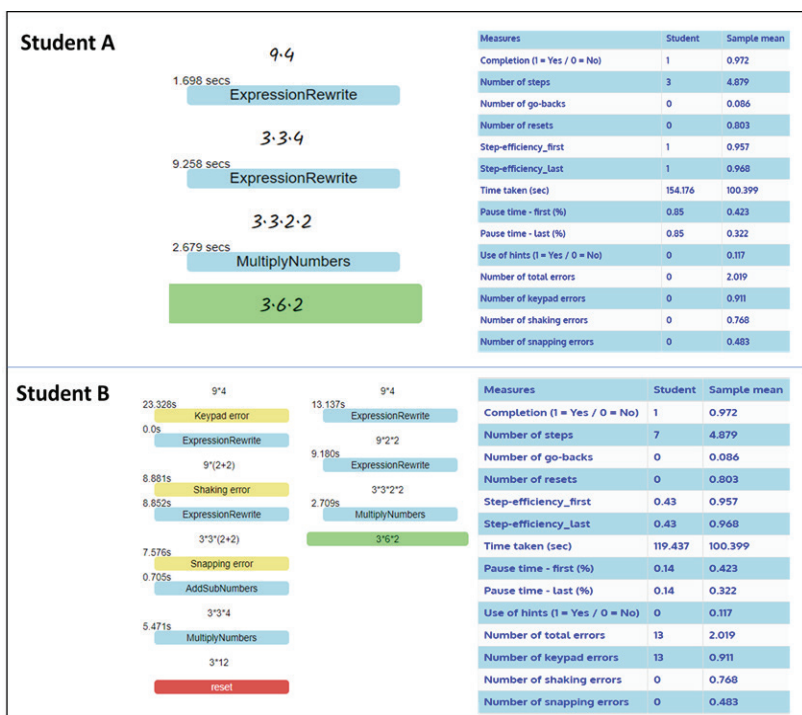 Student A
9·4
1.698 secs
ExpressionRewrite
3·3·4
9.258 secs
ExpressionRewrite
3·3·2·2
2.679 secs
MultiplyNumbers
3·6·2
Measures Student Sample mean
Completion (1 = Yes / 0 = No) 1 0.972
Number of steps 3 4.879
Number of go-backs 0 0.086
Number of resets 0 0.803
Step-efficiency_first 1 0.957
Step-efficiency_last 1 0.968
Time taken (sec) 154.176 100.399
Pause time - first (%) 0.85 0.423
Pause time - last (%) 0.85 0.322
Use of hints (1 = Yes / 0 = No) 0 0.117
Number of total errors 0 2.019
Number of keypad errors 0 0.911
Number of shaking errors 0 0.768
Number of snapping errors 0 0.483
Student B
9*4
23.328s
Keypad error
0.0s
ExpressionRewrite
9*(2+2)
8.881s
Shaking error
8.852s
ExpressionRewrite
3*3*(2+2)
7.576s
Snapping error
0.705s
AddSubNumbers
3*3*4
5.471s
MultiplyNumbers
3*12
reset
9*4
13.137s
ExpressionRewrite
9*2*2
9.180s
ExpressionRewrite
3*3*2*2
2.709s
MultiplyNumbers
3*6*2
Measures Student Sample mean
Completion (1 = Yes / 0 = No) 1 0.972
Number of steps 7 4.879
Number of go-backs 0 0.086
Number of resets 0 0.803
Step-efficiency_first 0.43 0.957
Step-efficiency_last 0.43 0.968
Time taken (sec) 119.437 100.399
Pause time - first (%) 0.14 0.423
Pause time - last (%) 0.14 0.322
Use of hints (1 = Yes / 0 = No) 0 0.117
Number of total errors 13 2.019
Number of keypad errors 13 0.911
Number of shaking errors 0 0.768
Number of snapping errors 0 0.483